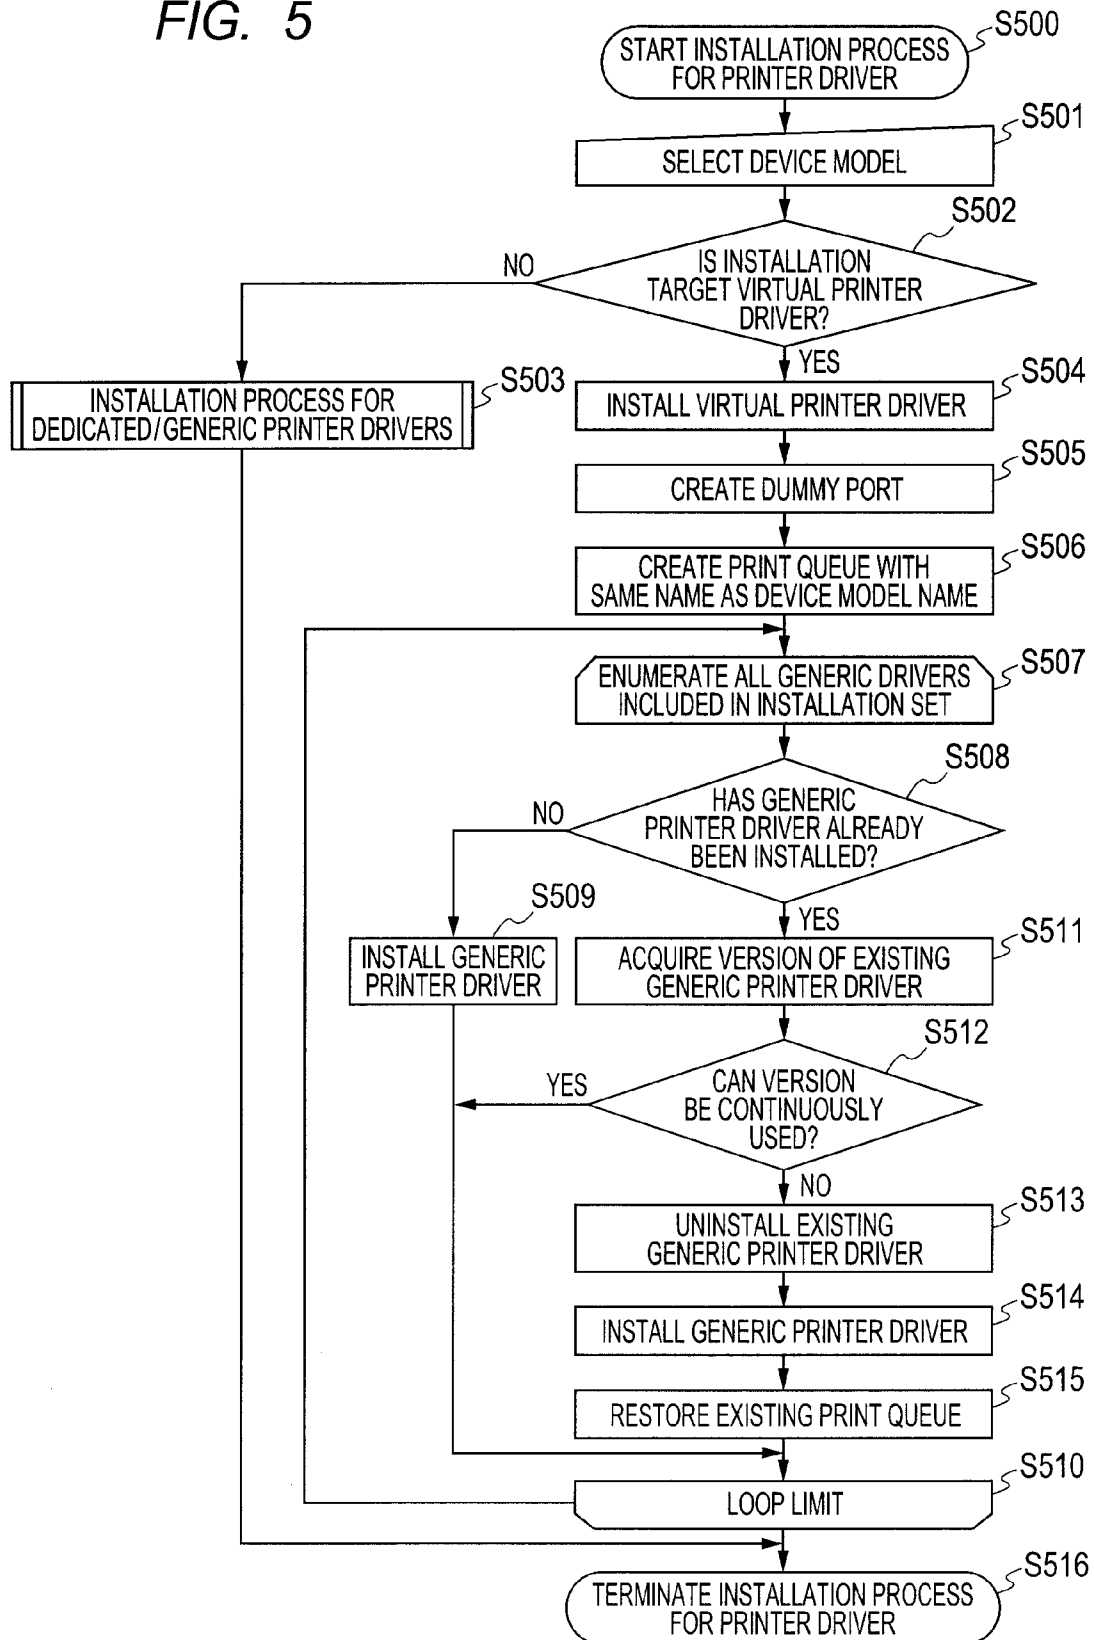 FIG. 5
START INSTALLATION PROCESS
FOR PRINTER DRIVER
S500
SELECT DEVICE MODEL
S501
IS INSTALLATION
TARGET VIRTUAL PRINTER
DRIVER?
S502
NO
YES
INSTALLATION PROCESS FOR
DEDICATED/GENERIC PRINTER DRIVERS
S503
INSTALL VIRTUAL PRINTER DRIVER
S504
CREATE DUMMY PORT
S505
CREATE PRINT QUEUE WITH
SAME NAME AS DEVICE MODEL NAME
S506
ENUMERATE ALL GENERIC DRIVERS
INCLUDED IN INSTALLATION SET
S507
HAS GENERIC
PRINTER DRIVER ALREADY
BEEN INSTALLED?
S508
NO
YES
INSTALL GENERIC
PRINTER DRIVER
S509
ACQUIRE VERSION OF EXISTING
GENERIC PRINTER DRIVER
S511
CAN VERSION
BE CONTINUOUSLY
USED?
S512
YES
NO
UNINSTALL EXISTING
GENERIC PRINTER DRIVER
S513
INSTALL GENERIC PRINTER DRIVER
S514
RESTORE EXISTING PRINT QUEUE
S515
LOOP LIMIT
S510
TERMINATE INSTALLATION PROCESS
FOR PRINTER DRIVER
S516